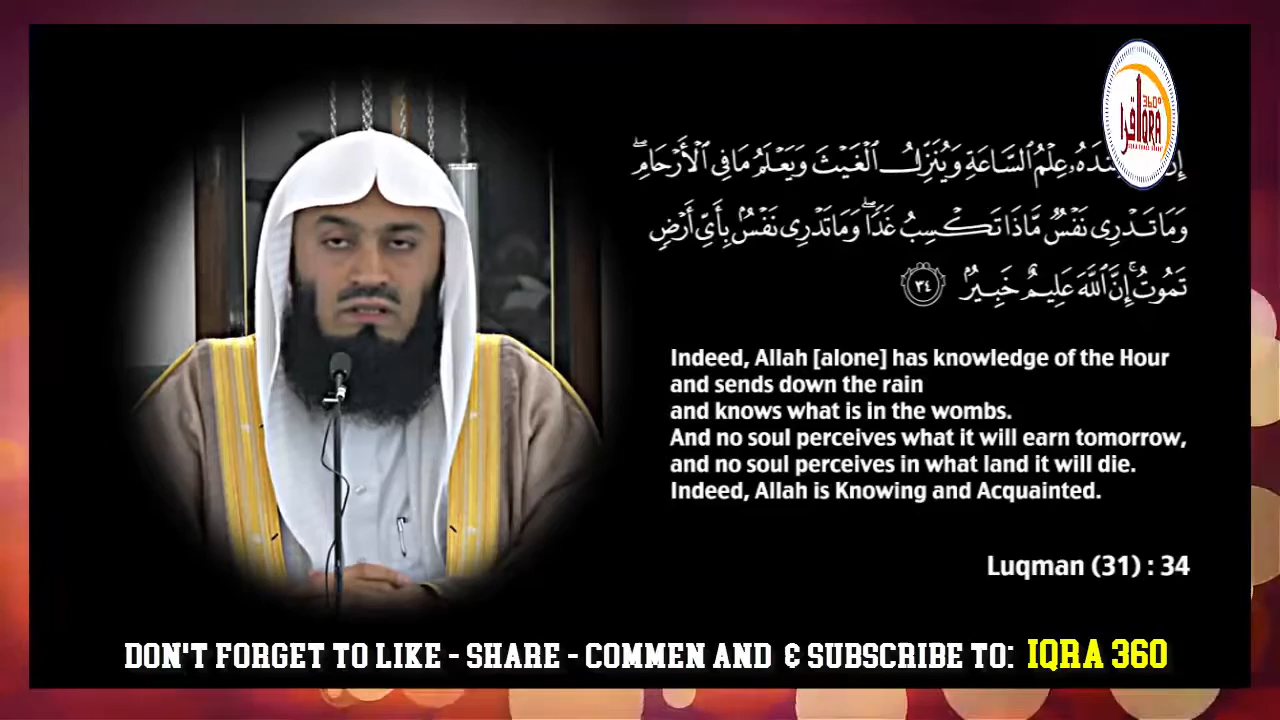 360°
IQRA
اقرا
عِندَهُۥ عِلْمُ ٱلسَّاعَةِ وَيُنَزِّلُ ٱلْغَيْثَ وَيَعْلَمُ مَا فِى ٱلْأَرْحَامِ ۖ
وَمَا تَدْرِى نَفْسٌ مَّاذَا تَكْسِبُ غَدًا ۖ وَمَا تَدْرِى نَفْسٌۢ بِأَىِّ أَرْضٍ
تَمُوتُ ۚ إِنَّ ٱللَّهَ عَلِيمٌ خَبِيرٌۢ ٣٤
Indeed, Allah [alone] has knowledge of the Hour
and sends down the rain
and knows what is in the wombs.
And no soul perceives what it will earn tomorrow,
and no soul perceives in what land it will die.
Indeed, Allah is Knowing and Acquainted.
Luqman (31) : 34
DON'T FORGET TO LIKE - SHARE - COMMEN AND & SUBSCRIBE TO: IQRA 360